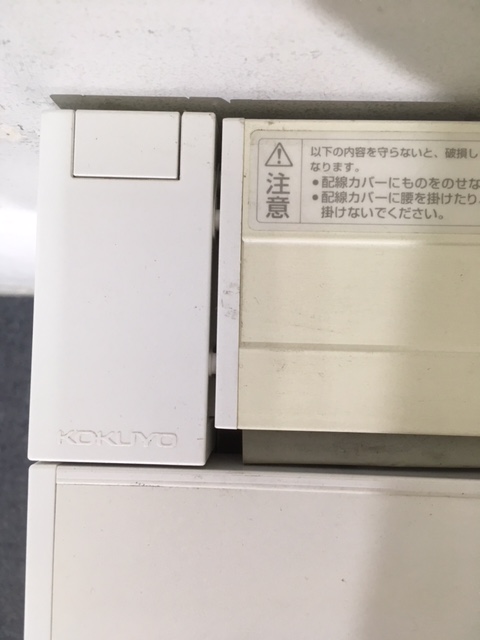 注意
以下の内容を守らないと、破損し
なります。
●配線カバーにものをのせな
●配線カバーに腰を掛けたり、
掛けないでください。
KOKUYO